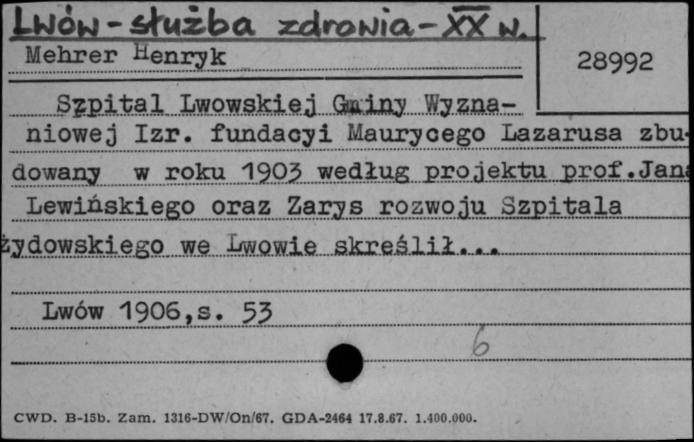 Lwów - służba zdrowia - XX w.
Mehrer Henryk
28992
Szpital Lwowskiej Gminy Wyzna-
niowej Izr. fundacyi Maurycego Lazarusa zbu-
dowany w roku 1903 według projektu prof.Jana
Lewińskiego oraz Zarys rozwoju Szpitala
żydowskiego we Lwowie skreślił...
Lwów 1906,s. 53
6
CWD. B-15b. Zam. 1316-DW/On/67. GDA-2464 17.8.67. 1.400.000.